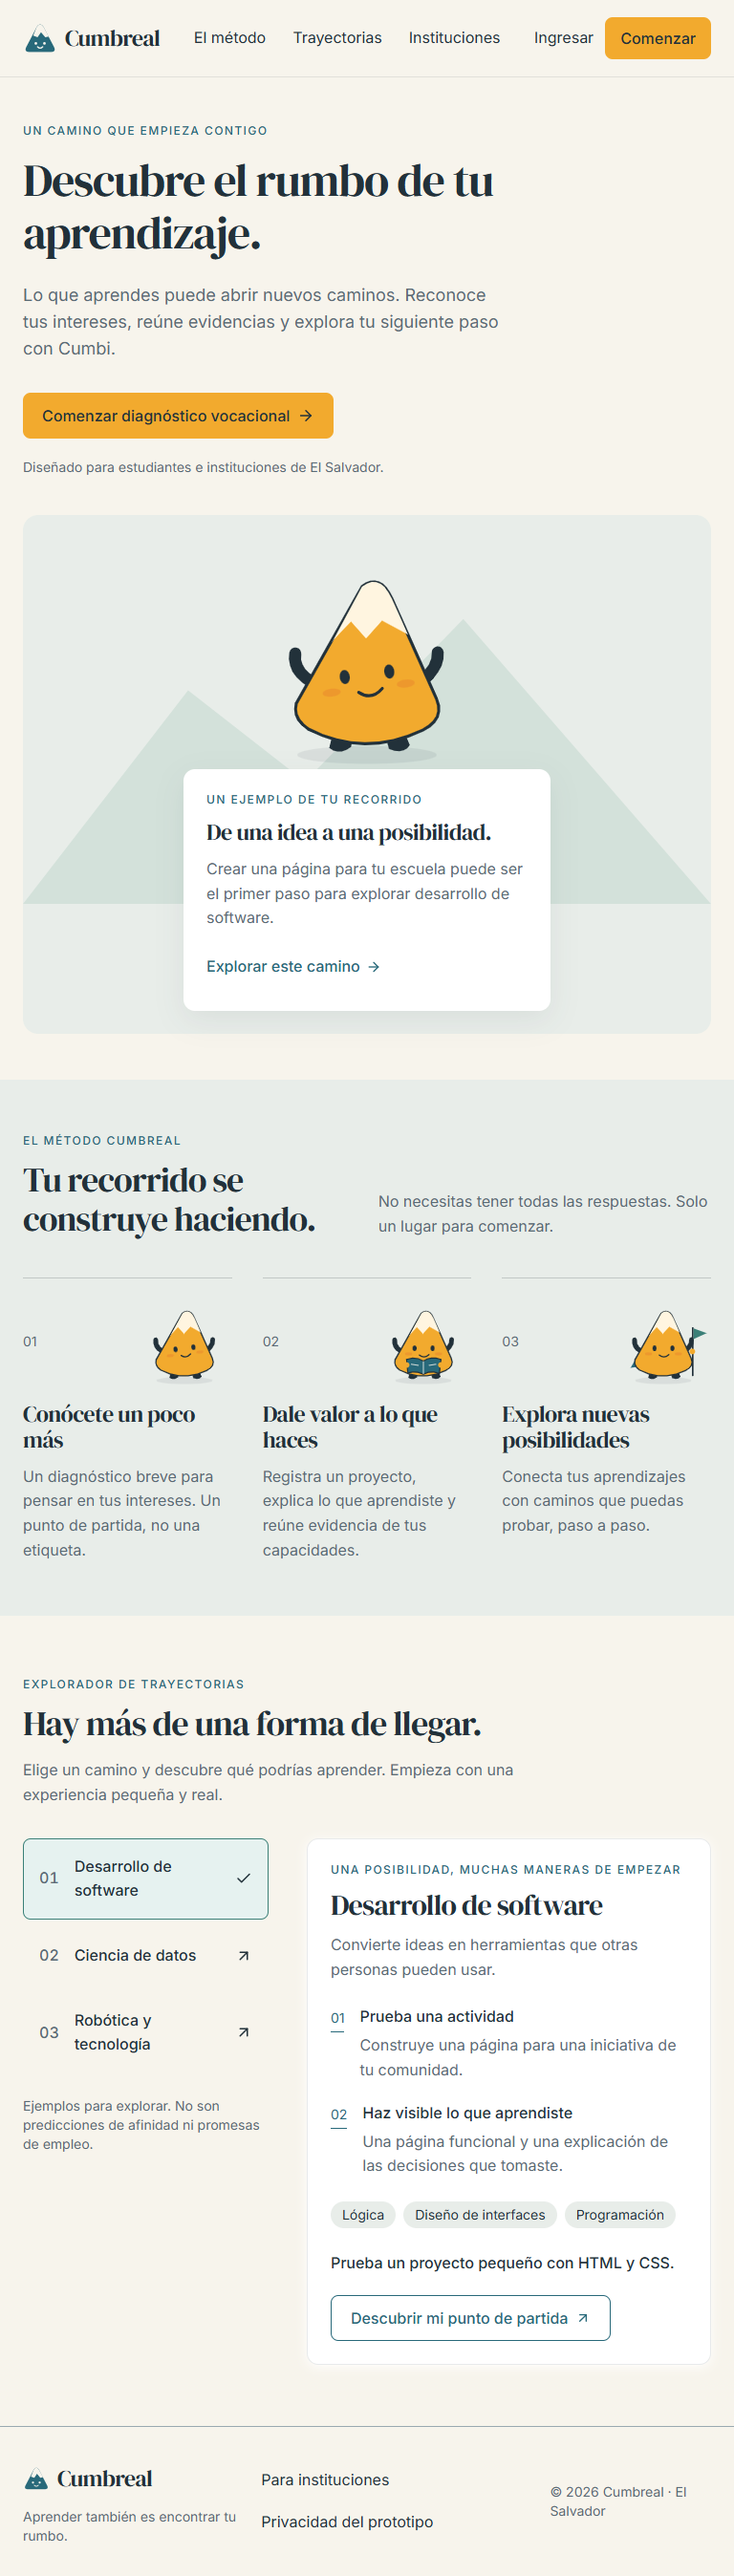 Cumbreal
El método
Trayectorias
Instituciones
Ingresar
Comenzar
UN CAMINO QUE EMPIEZA CONTIGO
Descubre el rumbo de tu
aprendizaje.
Lo que aprendes puede abrir nuevos caminos. Reconoce
tus intereses, reúne evidencias y explora tu siguiente paso
con Cumbi.
Comenzar diagnóstico vocacional →
Diseñado para estudiantes e instituciones de El Salvador.
UN EJEMPLO DE TU RECORRIDO
De una idea a una posibilidad.
Crear una página para tu escuela puede ser
el primer paso para explorar desarrollo de
software.
Explorar este camino →
EL MÉTODO CUMBREAL
Tu recorrido se
construye haciendo.
No necesitas tener todas las respuestas. Solo
un lugar para comenzar.
01
Conócete un poco
más
Un diagnóstico breve para
pensar en tus intereses. Un
punto de partida, no una
etiqueta.
02
Dale valor a lo que
haces
Registra un proyecto,
explica lo que aprendiste y
reúne evidencia de tus
capacidades.
03
Explora nuevas
posibilidades
Conecta tus aprendizajes
con caminos que puedas
probar, paso a paso.
EXPLORADOR DE TRAYECTORIAS
Hay más de una forma de llegar.
Elige un camino y descubre qué podrías aprender. Empieza con una
experiencia pequeña y real.
01 Desarrollo de
software
02 Ciencia de datos
03 Robótica y
tecnología
Ejemplos para explorar. No son
predicciones de afinidad ni promesas
de empleo.
UNA POSIBILIDAD, MUCHAS MANERAS DE EMPEZAR
Desarrollo de software
Convierte ideas en herramientas que otras
personas pueden usar.
01 Prueba una actividad
Construye una página para una iniciativa de
tu comunidad.
02 Haz visible lo que aprendiste
Una página funcional y una explicación de
las decisiones que tomaste.
Lógica
Diseño de interfaces
Programación
Prueba un proyecto pequeño con HTML y CSS.
Descubrir mi punto de partida ↗
Cumbreal
Aprender también es encontrar tu
rumbo.
Para instituciones
Privacidad del prototipo
© 2026 Cumbreal · El
Salvador